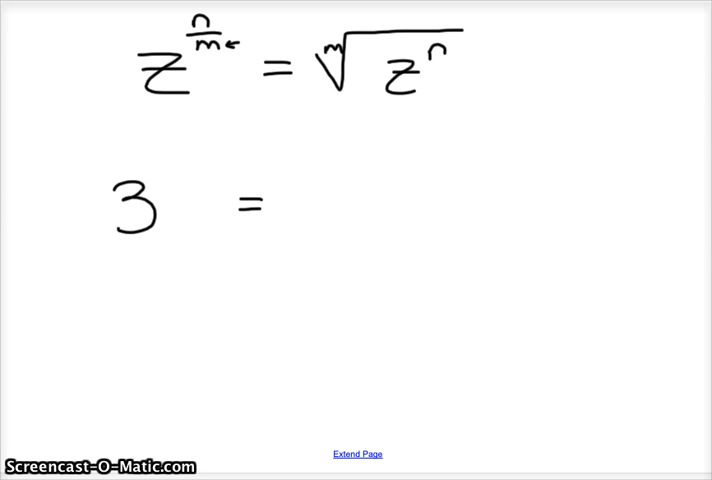 z^(n/m) ← = ᵐ√(zⁿ)
3 =
Extend Page
Screencast-O-Matic.com